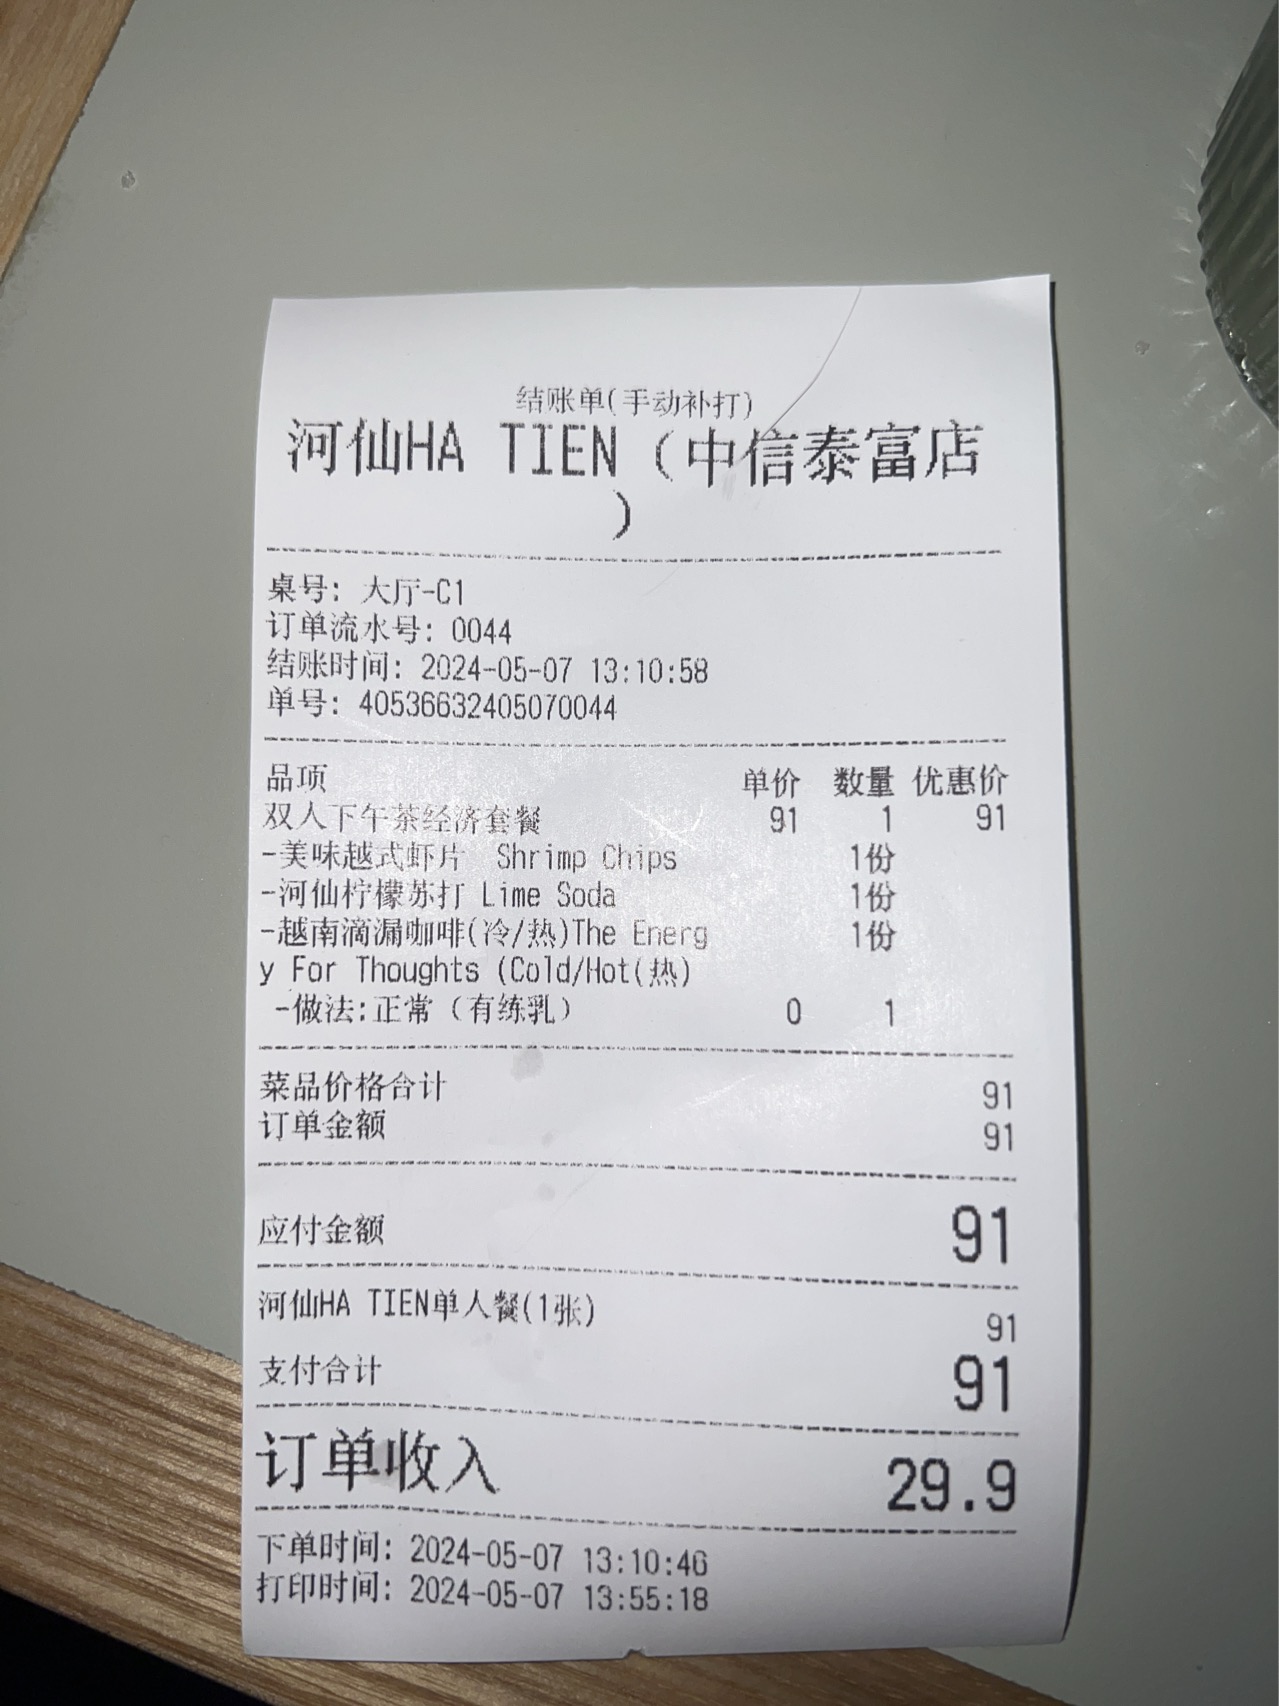 结账单(手动补打)
河仙HA TIEN（中信泰富店
）
桌号: 大厅-C1
订单流水号: 0044
结账时间: 2024-05-07 13:10:58
单号: 40536632405070044
品项 单价 数量 优惠价
双人下午茶经济套餐 91 1 91
-美味越式虾片 Shrimp Chips 1份
-河仙柠檬苏打 Lime Soda 1份
-越南滴漏咖啡(冷/热)The Energ 1份
y For Thoughts (Cold/Hot(热)
-做法:正常（有练乳） 0 1
菜品价格合计 91
订单金额 91
应付金额 91
河仙HA TIEN单人餐(1张) 91
支付合计 91
订单收入 29.9
下单时间: 2024-05-07 13:10:46
打印时间: 2024-05-07 13:55:18